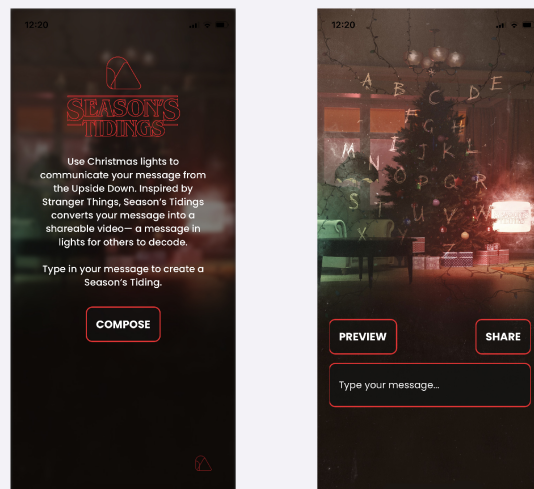 12:20
SEASON'S
TIDINGS
Use Christmas lights to
communicate your message from
the Upside Down. Inspired by
Stranger Things, Season's Tidings
converts your message into a
shareable video— a message in
lights for others to decode.
Type in your message to create a
Season's Tiding.
COMPOSE
12:20
A B C D E
F G H
I J K L
M N O P Q R
S T U V W
X Y Z
PREVIEW
SHARE
Type your message...